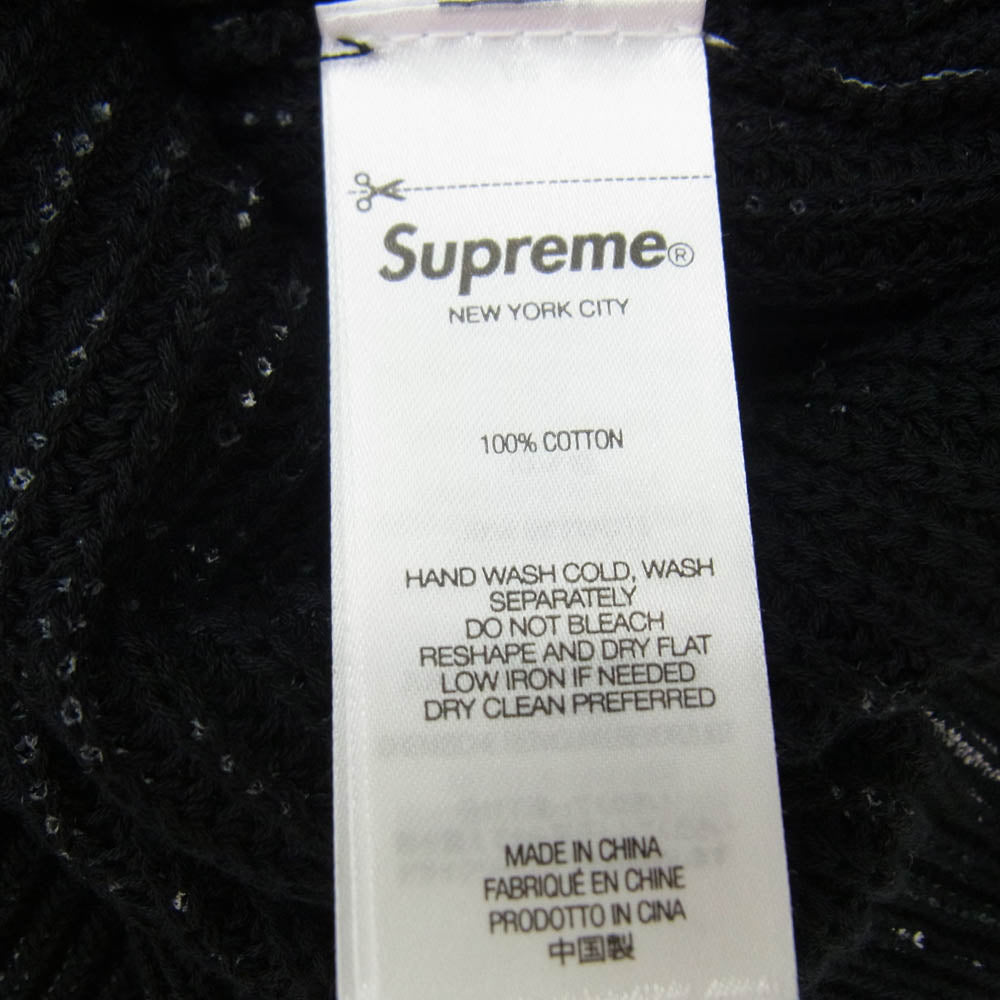 Supreme®
NEW YORK CITY
100% COTTON
HAND WASH COLD, WASH
SEPARATELY
DO NOT BLEACH
RESHAPE AND DRY FLAT
LOW IRON IF NEEDED
DRY CLEAN PREFERRED
MADE IN CHINA
FABRIQUÉ EN CHINE
PRODOTTO IN CINA
中国製